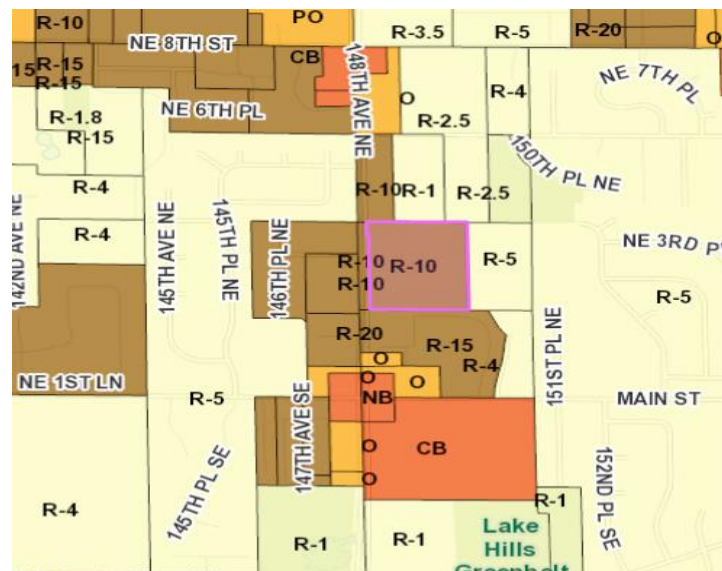 R-10
PO
R-3.5
R-5
R-20
O
NE 8TH ST
CB
148TH AVE NE
15
R-15
R-15
NE 7TH PL
R-4
NE 6TH PL
O
R-1.8
R-2.5
R-15
150TH PL NE
R-4
R-10
R-1
R-2.5
142ND AVE NE
145TH AVE NE
145TH PL NE
146TH PL NE
R-4
NE 3RD P
R-10
R-10
R-5
R-10
R-5
R-20
R-15
R-4
151ST PL NE
O
O
O
NE 1ST LN
R-5
NB
MAIN ST
147TH AVE SE
145TH PL SE
O
CB
152ND PL SE
O
R-4
R-1
R-1
R-1
Lake
Hills
Greenbelt